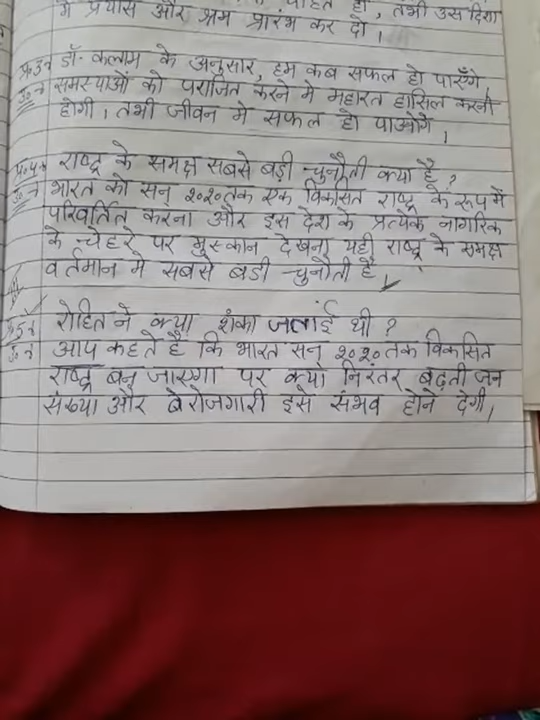 में प्रयास और श्रम प्रारंभ कर दो।
प्र.3. डॉ. कलाम के अनुसार, हम कब सफल हो पाएँगे,
उ. समस्याओं को पराजित करने में महारत हासिल करनी
होगी। तभी जीवन में सफल हो पाओगे,
प्र.4. राष्ट्र के समक्ष सबसे बड़ी चुनौती क्या है?
उ. भारत को सन् २०२० तक एक विकसित राष्ट्र के रूप में
परिवर्तित करना और इस देश के प्रत्येक नागरिक
के चेहरे पर मुस्कान देखना यही राष्ट्र के समक्ष
वर्तमान मे सबसे बडी चुनौती है,
प्र.5. रोहित ने क्या शंका जताई थी?
उ. आप कहते है कि भारत सन् २०२० तक विकसित
राष्ट्र बन जाएगा पर क्या निरंतर बढ़ती जन
संख्या और बेरोजगारी इसे संभव होने देगी,